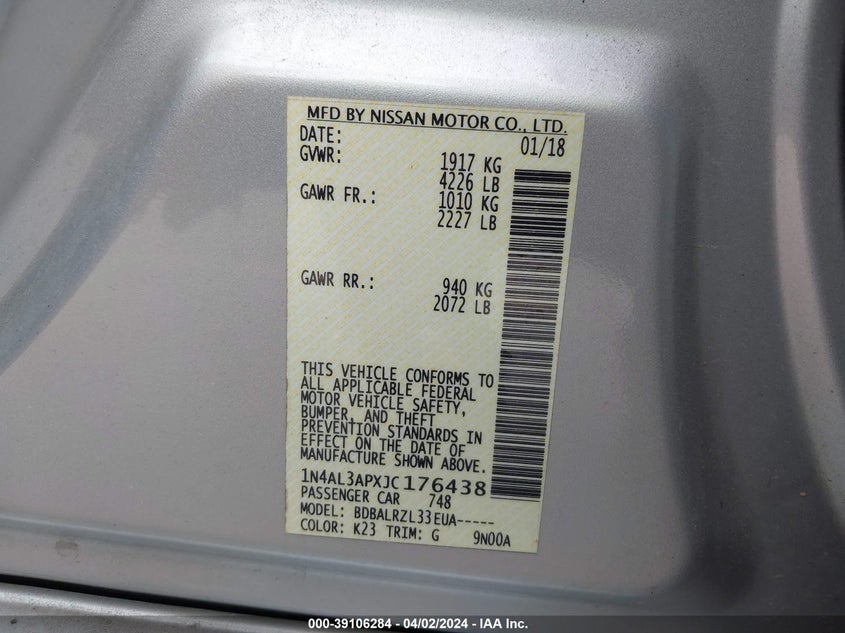 MFD BY NISSAN MOTOR CO., LTD.
DATE: 01/18
GVWR: 1917 KG
4226 LB
GAWR FR.: 1010 KG
2227 LB
GAWR RR.: 940 KG
2072 LB
THIS VEHICLE CONFORMS TO
ALL APPLICABLE FEDERAL
MOTOR VEHICLE SAFETY,
BUMPER, AND THEFT
PREVENTION STANDARDS IN
EFFECT ON THE DATE OF
MANUFACTURE SHOWN ABOVE.
1N4AL3APXJC176438
PASSENGER CAR 748
MODEL: BDBALRZL33EUA-----
COLOR: K23 TRIM: G 9N00A
000-39106284 - 04/02/2024 - IAA Inc.